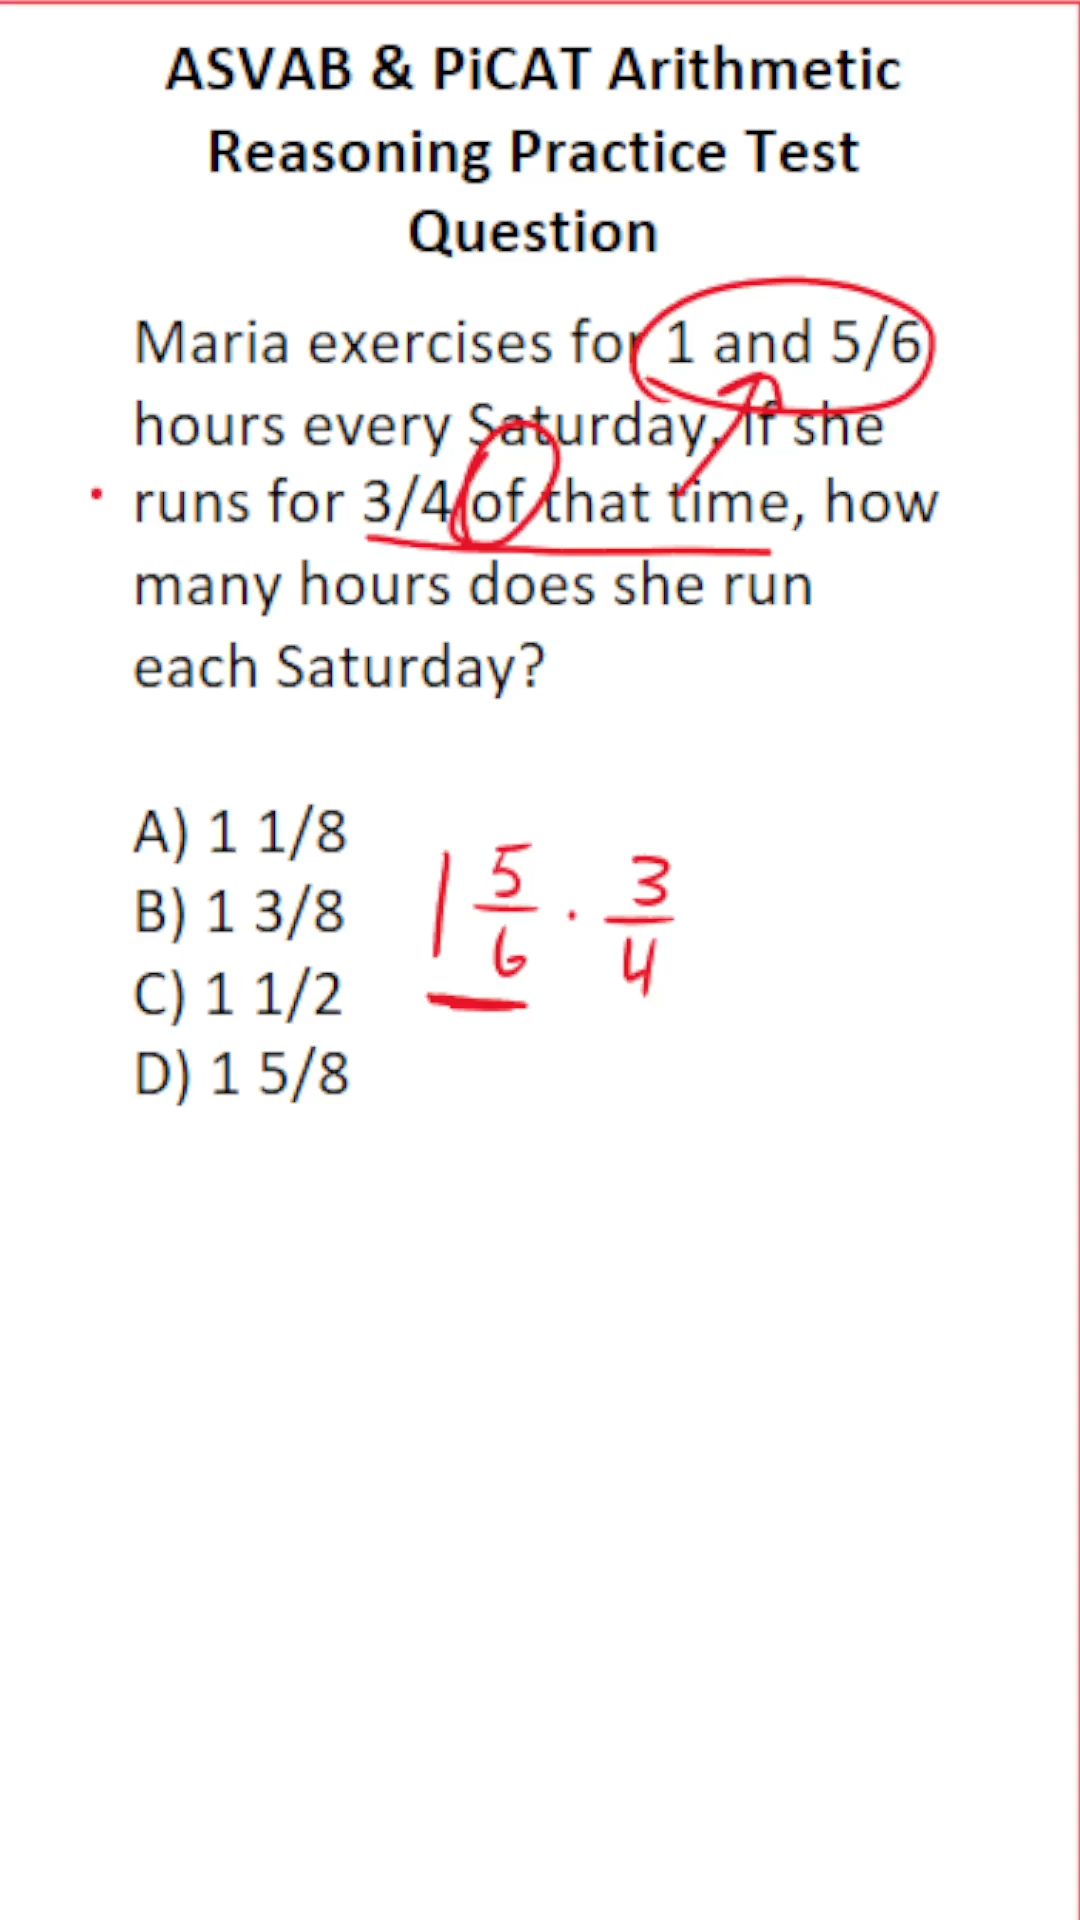 ASVAB & PiCAT Arithmetic
Reasoning Practice Test
Question
Maria exercises for 1 and 5/6
hours every Saturday. If she
runs for 3/4 of that time, how
many hours does she run
each Saturday?
A) 1 1/8
B) 1 3/8
C) 1 1/2
D) 1 5/8
1 5/6 · 3/4